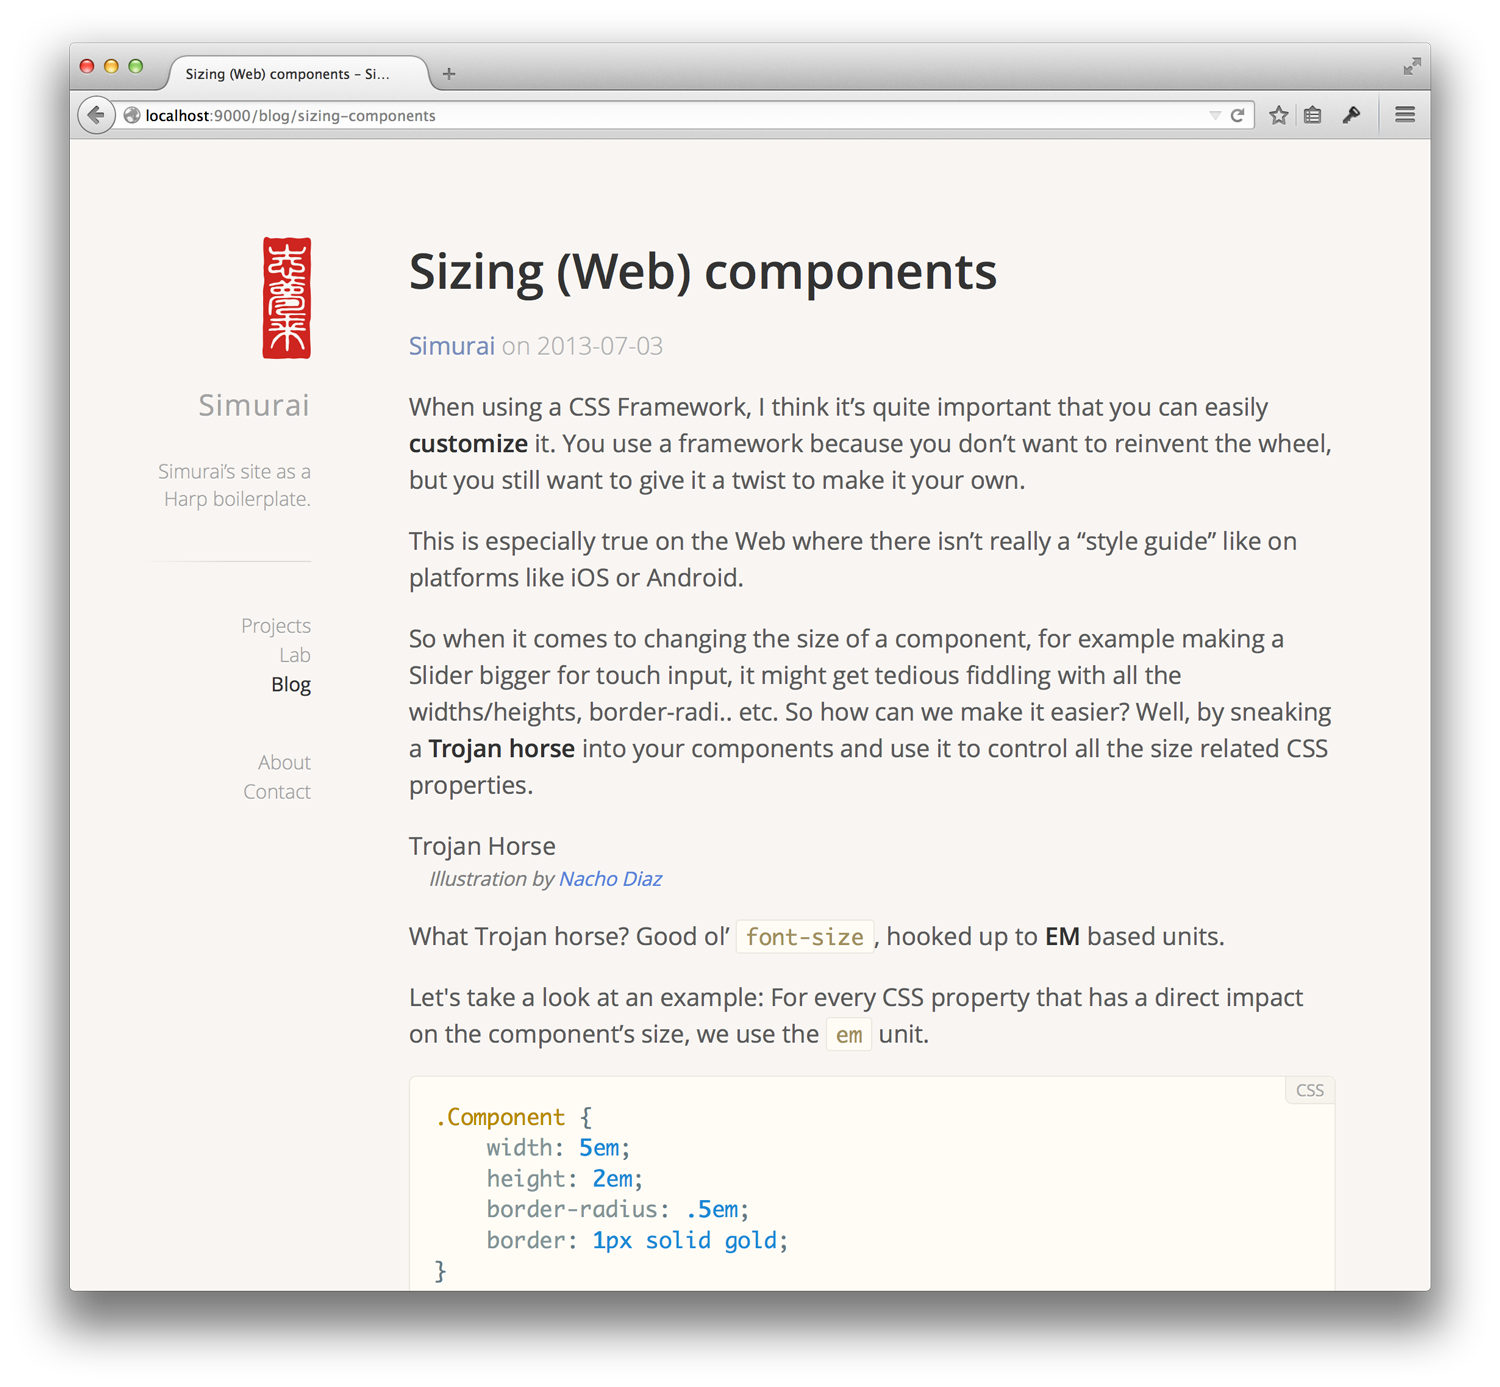 Sizing (Web) components – Si...
localhost:9000/blog/sizing-components
Simurai
Simurai’s site as a
Harp boilerplate.
Projects
Lab
Blog
About
Contact
Sizing (Web) components
Simurai on 2013-07-03
When using a CSS Framework, I think it’s quite important that you can easily
customize it. You use a framework because you don’t want to reinvent the wheel,
but you still want to give it a twist to make it your own.
This is especially true on the Web where there isn’t really a “style guide” like on
platforms like iOS or Android.
So when it comes to changing the size of a component, for example making a
Slider bigger for touch input, it might get tedious fiddling with all the
widths/heights, border-radi.. etc. So how can we make it easier? Well, by sneaking
a Trojan horse into your components and use it to control all the size related CSS
properties.
Trojan Horse
Illustration by Nacho Diaz
What Trojan horse? Good ol’ font-size , hooked up to EM based units.
Let's take a look at an example: For every CSS property that has a direct impact
on the component’s size, we use the em unit.
CSS
.Component {
    width: 5em;
    height: 2em;
    border-radius: .5em;
    border: 1px solid gold;
}